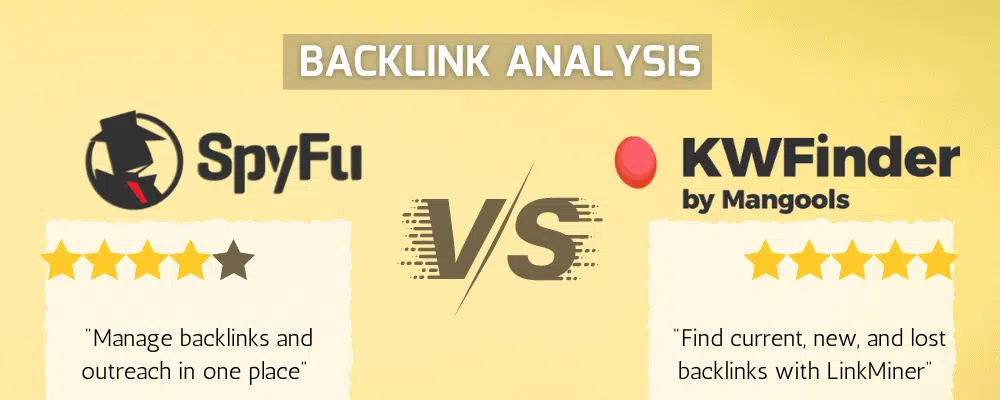 BACKLINK ANALYSIS
SpyFu
VS
KWFinder
by Mangools
"Manage backlinks and
outreach in one place"
"Find current, new, and lost
backlinks with LinkMiner"